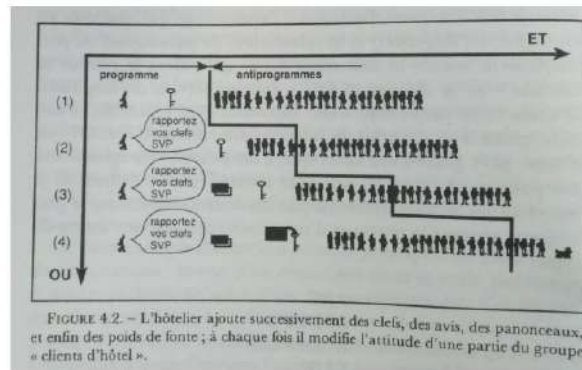 ET
programme
antiprogrammes
(1)
rapportez
vos clefs
SVP
(2)
rapportez
vos clefs
SVP
(3)
rapportez
vos clefs
SVP
(4)
OU
FIGURE 4.2. – L'hôtelier ajoute successivement des clefs, des avis, des panonceaux,
et enfin des poids de fonte ; à chaque fois il modifie l'attitude d'une partie du groupe
« clients d'hôtel ».